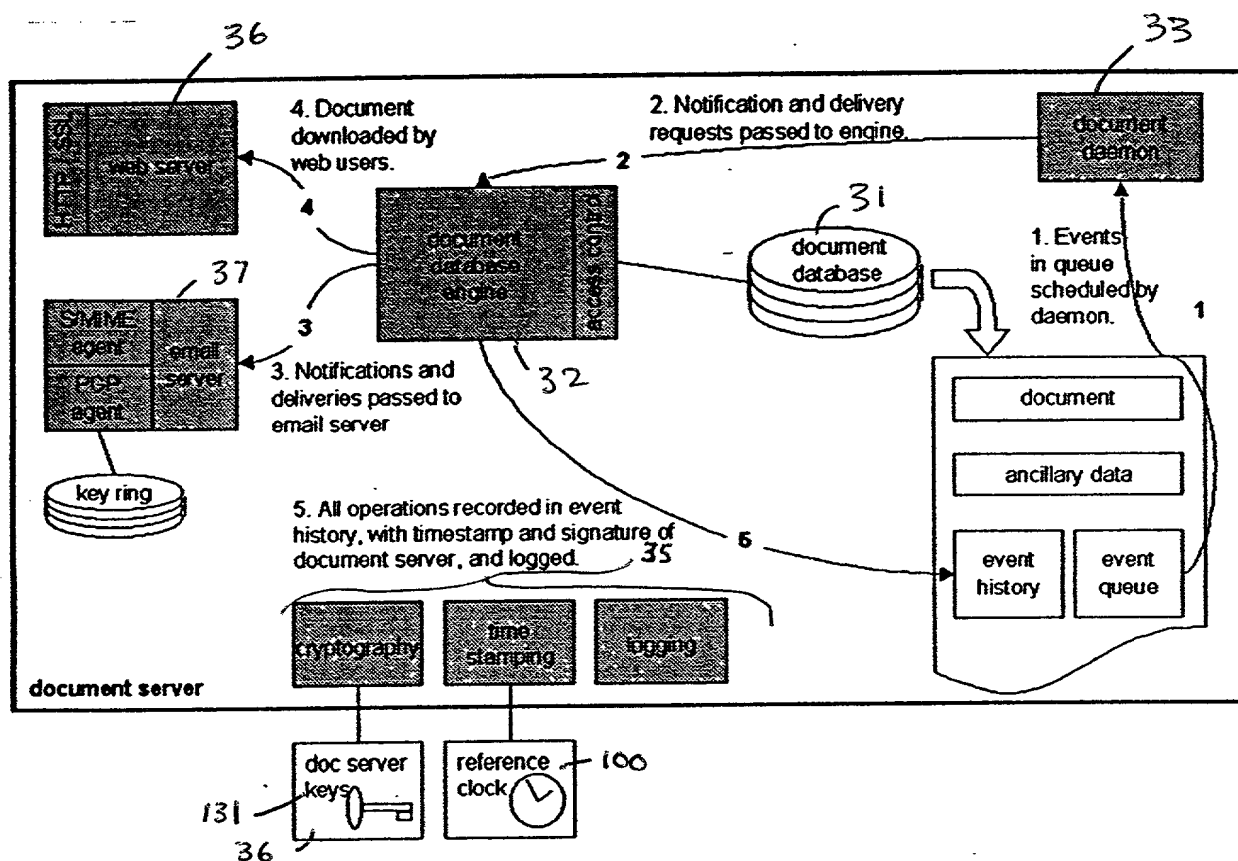 36
33
HTTP / SSL
web server
4. Document
downloaded by
web users.
2. Notification and delivery
requests passed to engine.
document
daemon
2
4
document
database
engine
access control
31
document
database
1. Events
in queue
scheduled by
daemon.
1
37
S/MIME
agent
PGP
agent
email
server
3
3. Notifications and
deliveries passed to
email server
32
key ring
document
ancillary data
event
history
event
queue
5. All operations recorded in event
history, with timestamp and signature of
document server, and logged.
35
5
cryptography
time
stamping
logging
document server
doc server
keys
131
36
reference
clock
100